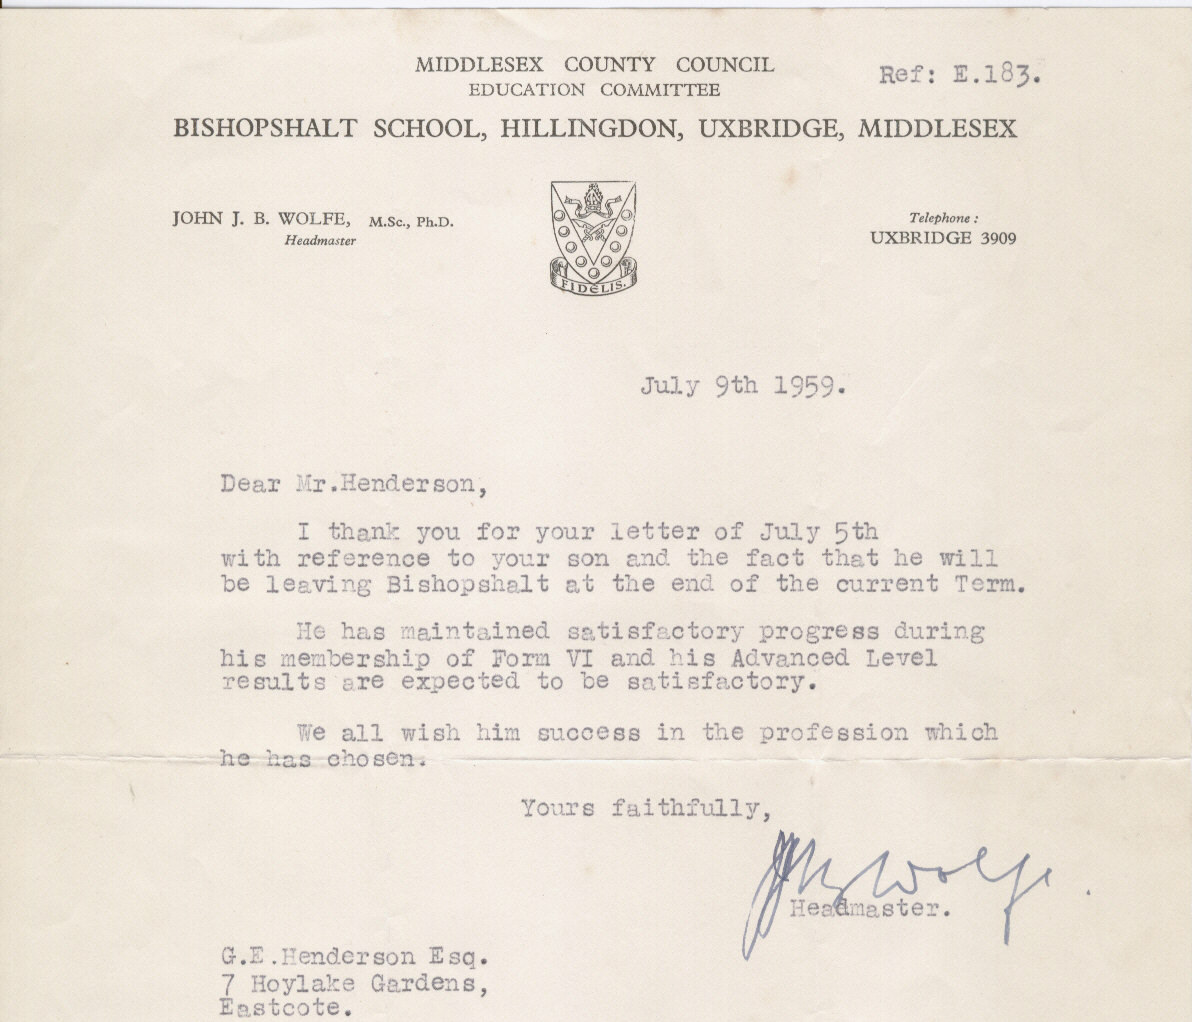 MIDDLESEX COUNTY COUNCIL
EDUCATION COMMITTEE
Ref: E.183.
BISHOPSHALT SCHOOL, HILLINGDON, UXBRIDGE, MIDDLESEX
JOHN J. B. WOLFE, M.Sc., Ph.D.
Headmaster
Telephone :
UXBRIDGE 3909
FIDELIS.
July 9th 1959.
Dear Mr.Henderson,
I thank you for your letter of July 5th
with reference to your son and the fact that he will
be leaving Bishopshalt at the end of the current Term.
He has maintained satisfactory progress during
his membership of Form VI and his Advanced Level
results are expected to be satisfactory.
We all wish him success in the profession which
he has chosen.
Yours faithfully,
JJB Wolfe
Headmaster.
G.E.Henderson Esq.
7 Hoylake Gardens,
Eastcote.